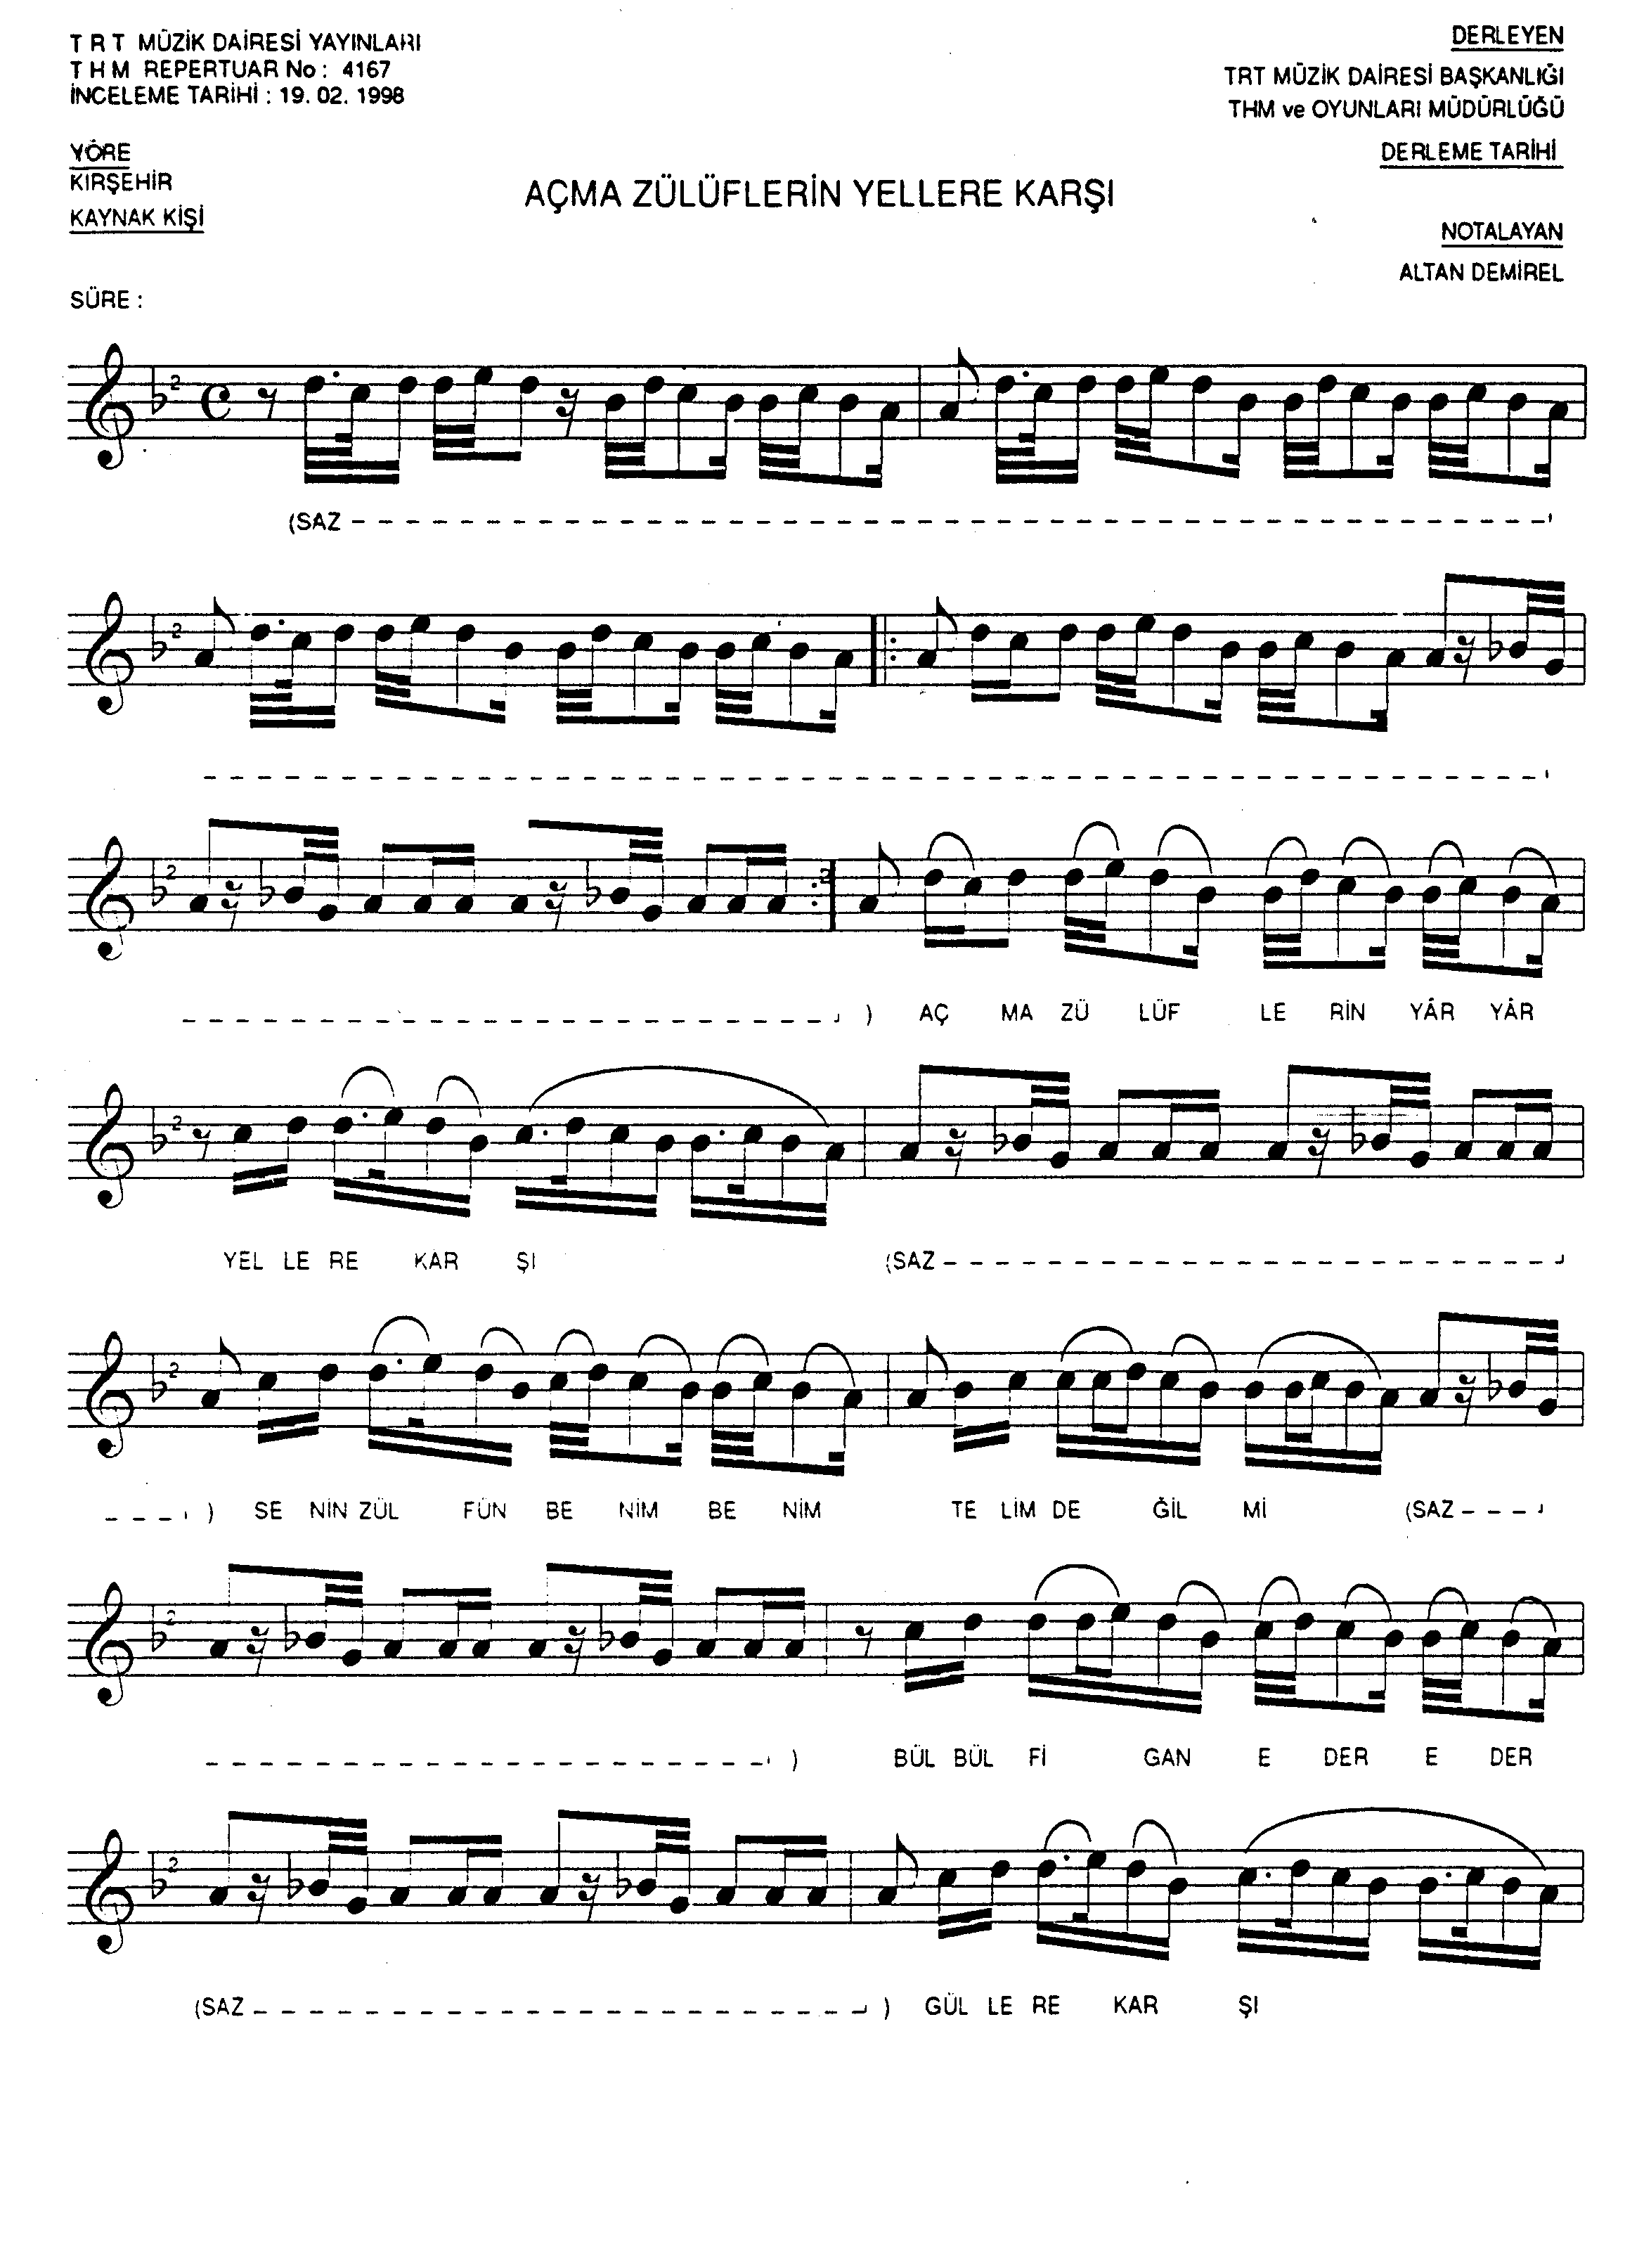 T R T MÜZİK DAİRESİ YAYINLARI
T H M REPERTUAR No : 4167
İNCELEME TARİHİ : 19. 02. 1998
DERLEYEN
TRT MÜZİK DAİRESİ BAŞKANLIĞI
THM ve OYUNLARI MÜDÜRLÜĞÜ
YÖRE
KIRŞEHİR
KAYNAK KİŞİ
DERLEME TARİHİ
AÇMA ZÜLÜFLERİN YELLERE KARŞI
NOTALAYAN
ALTAN DEMİREL
SÜRE :
(SAZ
) AÇ MA ZÜ LÜF LE RİN YÂR YÂR
YEL LE RE KAR ŞI (SAZ
) SE NİN ZÜL FÜN BE NİM BE NİM TE LİM DE ĞİL Mİ (SAZ
) BÜL BÜL Fİ GAN E DER E DER
(SAZ ) GÜL LE RE KAR ŞI